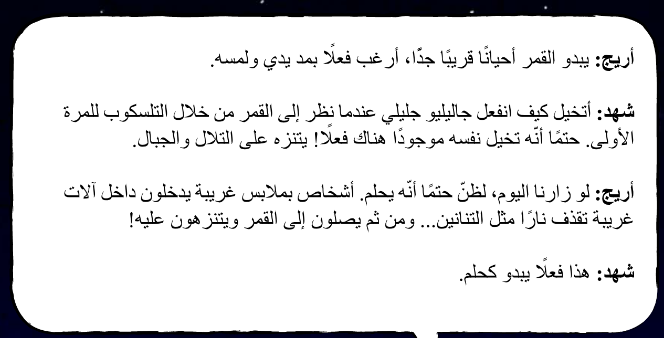 أريج: يبدو القمر أحيانًا قريبًا جدًّا، أرغب فعلًا بمد يدي ولمسه.
شهد: أتخيل كيف انفعل جاليليو جليلي عندما نظر إلى القمر من خلال التلسكوب للمرة
الأولى. حتمًا أنّه تخيل نفسه موجودًا هناك فعلًا! يتنزه على التلال والجبال.
أريج: لو زارنا اليوم، لظنّ حتمًا أنّه يحلم. أشخاص بملابس غريبة يدخلون داخل آلات
غريبة تقذف نارًا مثل التنانين... ومن ثم يصلون إلى القمر ويتنزهون عليه!
شهد: هذا فعلًا يبدو كحلم.